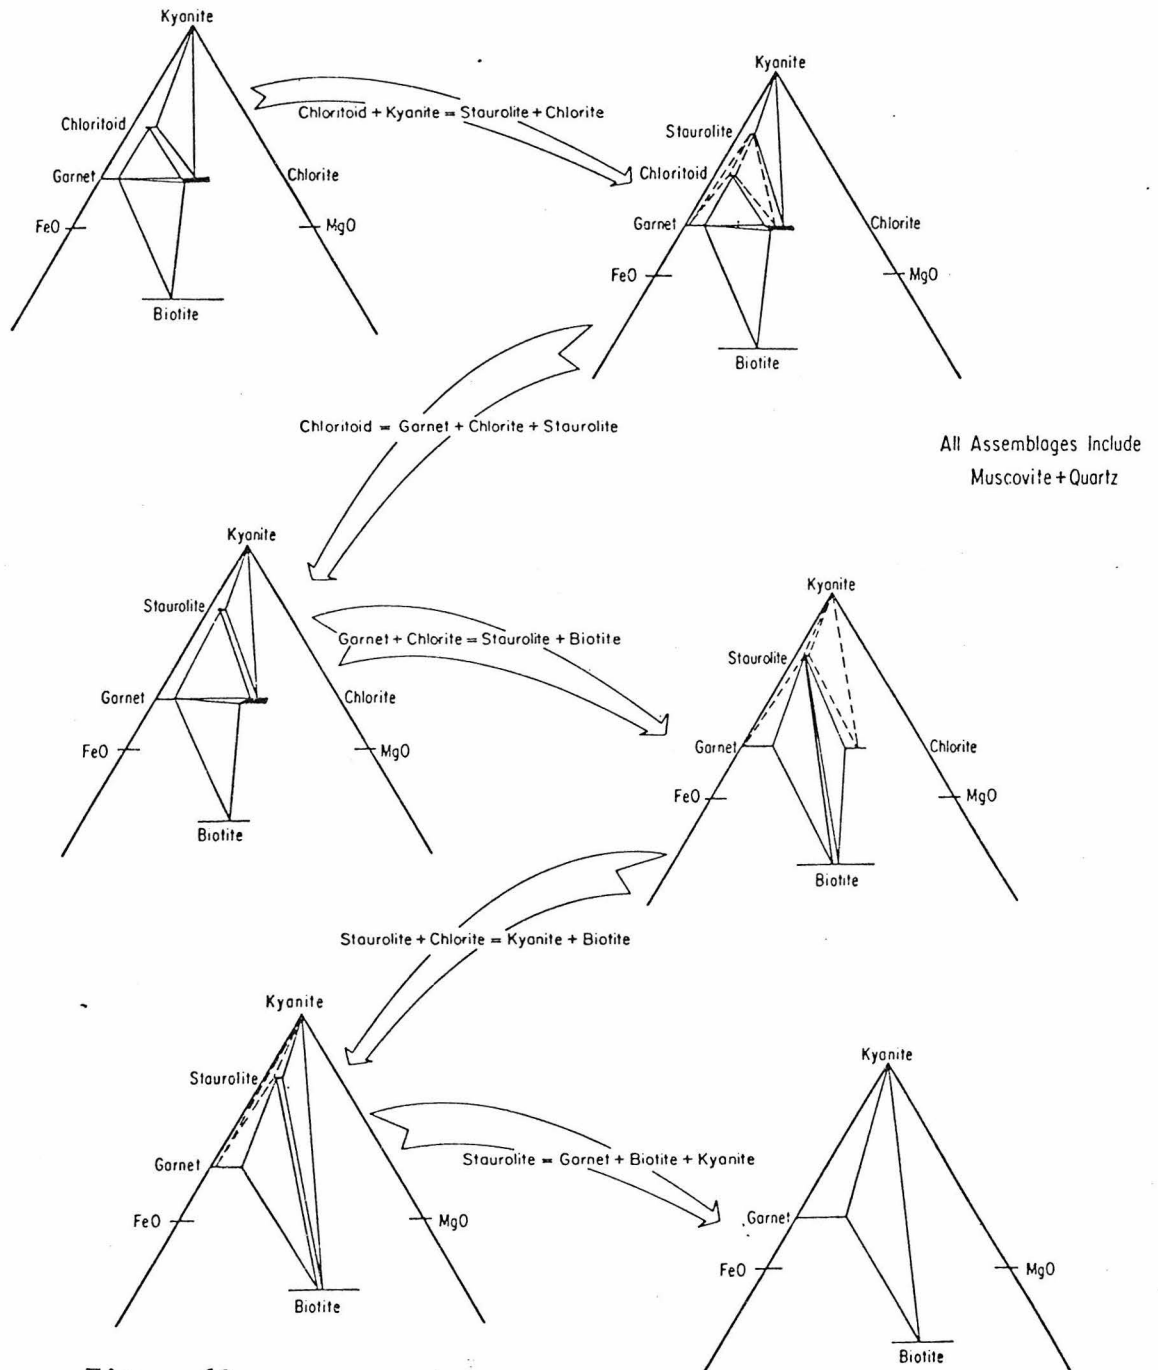 Kyanite
Chloritoid
Garnet
Chlorite
FeO
MgO
Biotite
Chloritoid + Kyanite = Staurolite + Chlorite
Kyanite
Staurolite
Chloritoid
Garnet
Chlorite
FeO
MgO
Biotite
Chloritoid = Garnet + Chlorite + Staurolite
All Assemblages Include
Muscovite + Quartz
Kyanite
Staurolite
Garnet
Chlorite
FeO
MgO
Biotite
Garnet + Chlorite = Staurolite + Biotite
Kyanite
Staurolite
Garnet
Chlorite
FeO
MgO
Biotite
Staurolite + Chlorite = Kyanite + Biotite
Kyanite
Staurolite
Garnet
FeO
MgO
Biotite
Staurolite = Garnet + Biotite + Kyanite
Kyanite
Garnet
FeO
MgO
Biotite